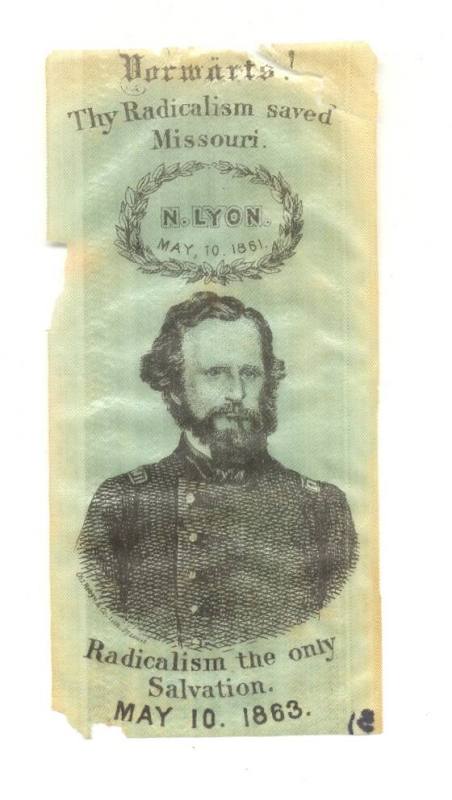 Vorwärts!
Thy Radicalism saved
Missouri.
N. LYON.
MAY, 10. 1861.
Radicalism the only
Salvation.
MAY 10. 1863.